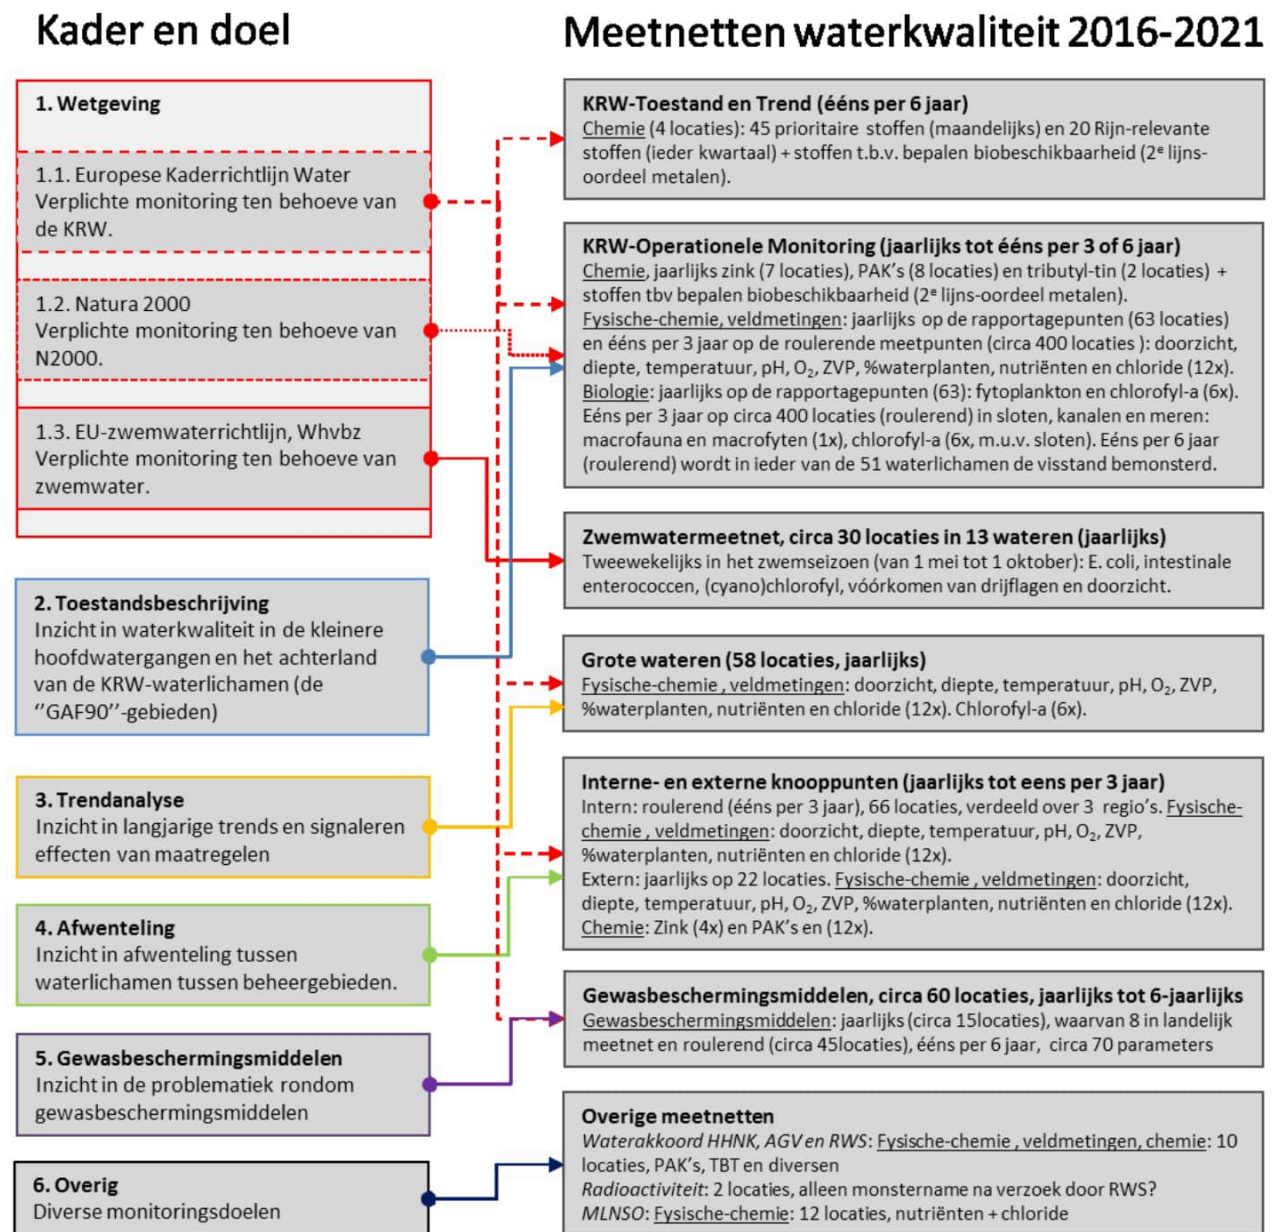 Kader en doel
Meetnetten waterkwaliteit 2016-2021
1. Wetgeving
1.1. Europese Kaderrichtlijn Water
Verplichte monitoring ten behoeve van
de KRW.
1.2. Natura 2000
Verplichte monitoring ten behoeve van
N2000.
1.3. EU-zwemwaterrichtlijn, Whvbz
Verplichte monitoring ten behoeve van
zwemwater.
2. Toestandsbeschrijving
Inzicht in waterkwaliteit in de kleinere
hoofdwatergangen en het achterland
van de KRW-waterlichamen (de
‘’GAF90’’-gebieden)
3. Trendanalyse
Inzicht in langjarige trends en signaleren
effecten van maatregelen
4. Afwenteling
Inzicht in afwenteling tussen
waterlichamen tussen beheergebieden.
5. Gewasbeschermingsmiddelen
Inzicht in de problematiek rondom
gewasbeschermingsmiddelen
6. Overig
Diverse monitoringsdoelen
KRW-Toestand en Trend (ééns per 6 jaar)
Chemie (4 locaties): 45 prioritaire stoffen (maandelijks) en 20 Rijn-relevante
stoffen (ieder kwartaal) + stoffen t.b.v. bepalen biobeschikbaarheid (2ᵉ lijns-
oordeel metalen).
KRW-Operationele Monitoring (jaarlijks tot ééns per 3 of 6 jaar)
Chemie, jaarlijks zink (7 locaties), PAK’s (8 locaties) en tributyl-tin (2 locaties) +
stoffen tbv bepalen biobeschikbaarheid (2ᵉ lijns-oordeel metalen).
Fysische-chemie, veldmetingen: jaarlijks op de rapportagepunten (63 locaties)
en ééns per 3 jaar op de roulerende meetpunten (circa 400 locaties ): doorzicht,
diepte, temperatuur, pH, O₂, ZVP, %waterplanten, nutriënten en chloride (12x).
Biologie: jaarlijks op de rapportagepunten (63): fytoplankton en chlorofyl-a (6x).
Eéns per 3 jaar op circa 400 locaties (roulerend) in sloten, kanalen en meren:
macrofauna en macrofyten (1x), chlorofyl-a (6x, m.u.v. sloten). Eéns per 6 jaar
(roulerend) wordt in ieder van de 51 waterlichamen de visstand bemonsterd.
Zwemwatermeetnet, circa 30 locaties in 13 wateren (jaarlijks)
Tweewekelijks in het zwemseizoen (van 1 mei tot 1 oktober): E. coli, intestinale
enterococcen, (cyano)chlorofyl, vóórkomen van drijflagen en doorzicht.
Grote wateren (58 locaties, jaarlijks)
Fysische-chemie , veldmetingen: doorzicht, diepte, temperatuur, pH, O₂, ZVP,
%waterplanten, nutriënten en chloride (12x). Chlorofyl-a (6x).
Interne- en externe knooppunten (jaarlijks tot eens per 3 jaar)
Intern: roulerend (ééns per 3 jaar), 66 locaties, verdeeld over 3 regio’s. Fysische-
chemie , veldmetingen: doorzicht, diepte, temperatuur, pH, O₂, ZVP,
%waterplanten, nutriënten en chloride (12x).
Extern: jaarlijks op 22 locaties. Fysische-chemie , veldmetingen: doorzicht,
diepte, temperatuur, pH, O₂, ZVP, %waterplanten, nutriënten en chloride (12x).
Chemie: Zink (4x) en PAK’s en (12x).
Gewasbeschermingsmiddelen, circa 60 locaties, jaarlijks tot 6-jaarlijks
Gewasbeschermingsmiddelen: jaarlijks (circa 15locaties), waarvan 8 in landelijk
meetnet en roulerend (circa 45locaties), ééns per 6 jaar, circa 70 parameters
Overige meetnetten
Waterakkoord HHNK, AGV en RWS: Fysische-chemie , veldmetingen, chemie: 10
locaties, PAK’s, TBT en diversen
Radioactiviteit: 2 locaties, alleen monstername na verzoek door RWS?
MLNSO: Fysische-chemie: 12 locaties, nutriënten + chloride